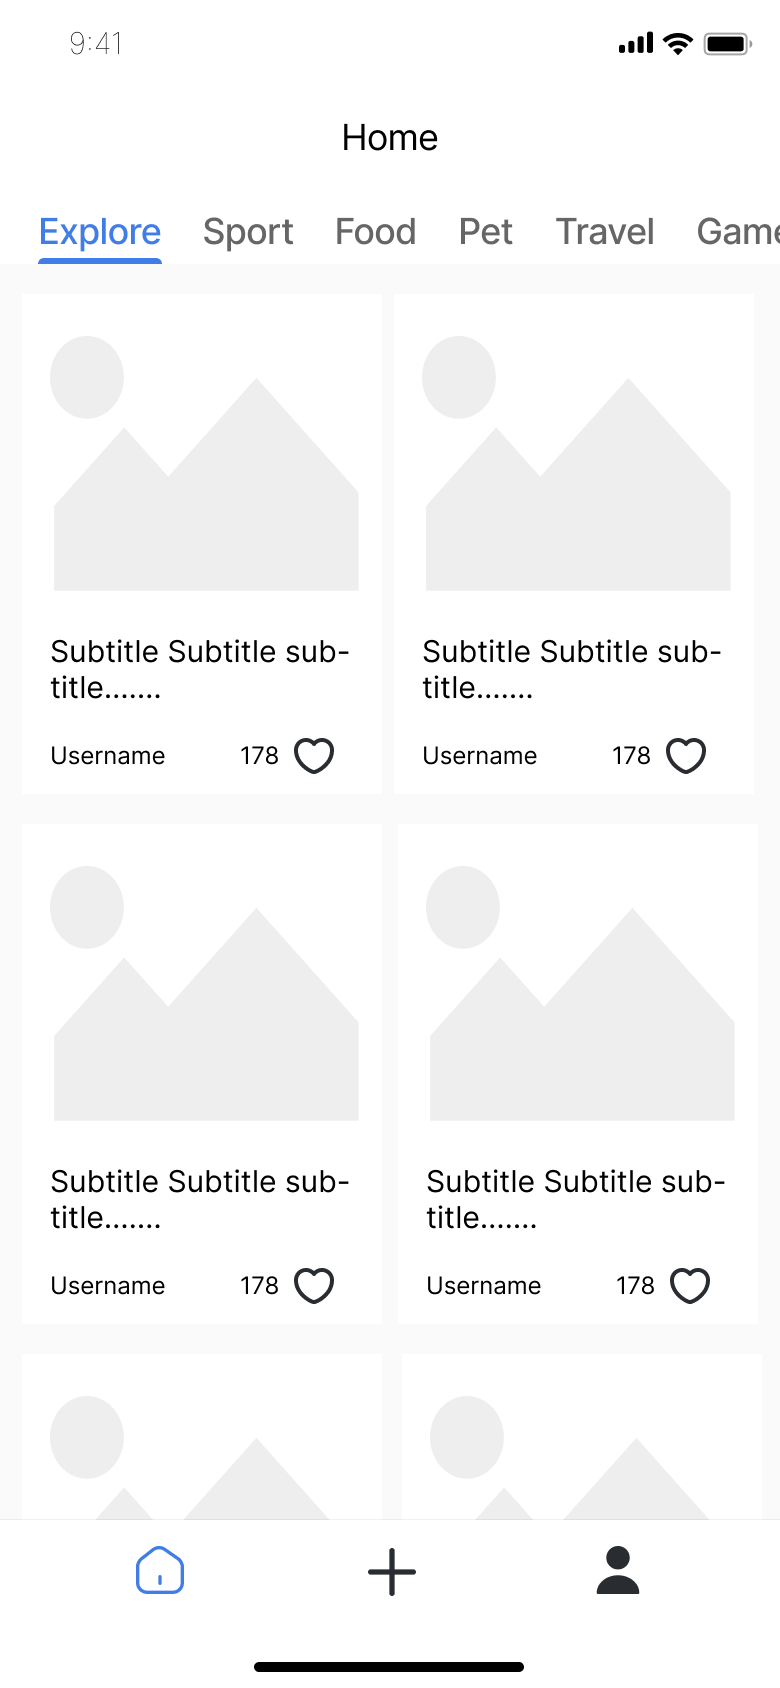 9:41
Home
Explore Sport Food Pet Travel Game
Subtitle Subtitle sub-
title.......
Username 178
Subtitle Subtitle sub-
title.......
Username 178
Subtitle Subtitle sub-
title.......
Username 178
Subtitle Subtitle sub-
title.......
Username 178